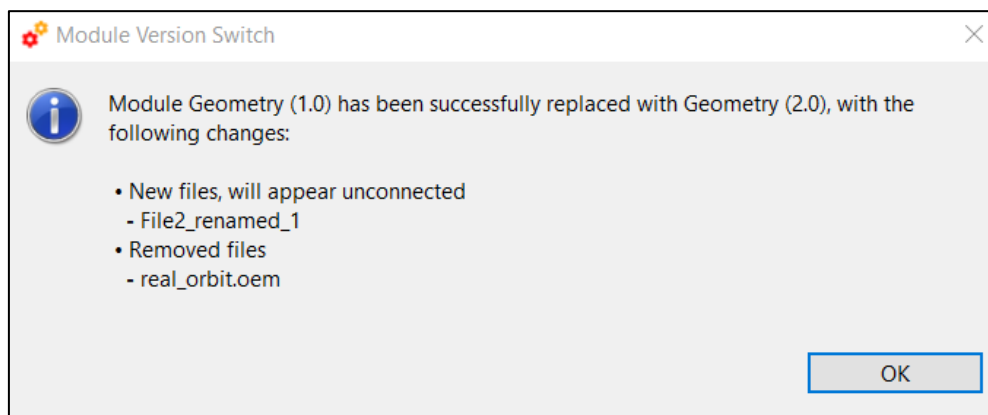 Module Version Switch
Module Geometry (1.0) has been successfully replaced with Geometry (2.0), with the
following changes:
• New files, will appear unconnected
- File2_renamed_1
• Removed files
- real_orbit.oem
OK